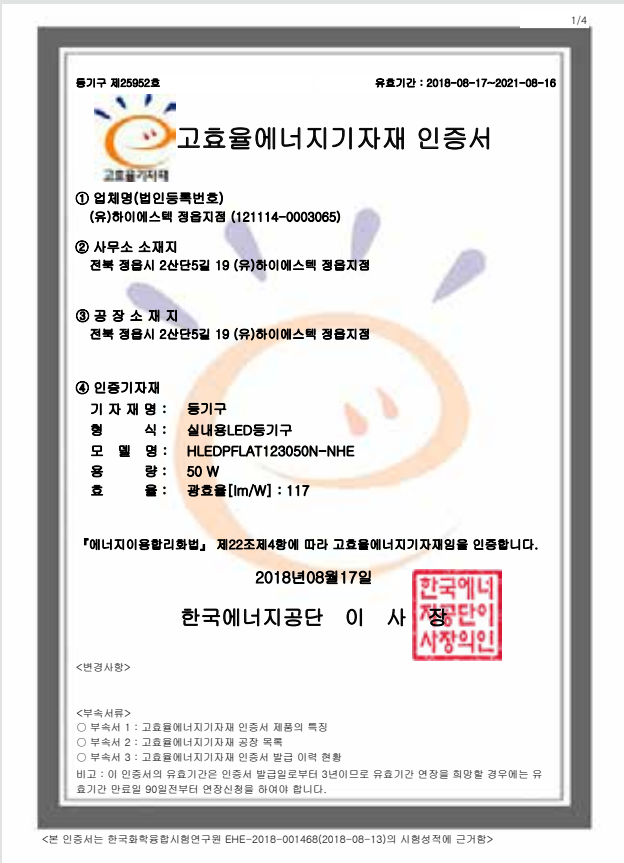 1/4
등기구 제25952호
유효기간 : 2018-08-17~2021-08-16
고효율기자재
고효율에너지기자재 인증서
① 업체명(법인등록번호)
(유)하이에스텍 정읍지점 (121114-0003065)
② 사무소 소재지
전북 정읍시 2산단5길 19 (유)하이에스텍 정읍지점
③ 공 장 소 재 지
전북 정읍시 2산단5길 19 (유)하이에스텍 정읍지점
④ 인증기자재
기 자 재 명 : 등기구
형 식 : 실내용LED등기구
모 델 명 : HLEDPFLAT123050N-NHE
용 량 : 50 W
효 율 : 광효율[lm/W] : 117
『에너지이용합리화법』 제22조제4항에 따라 고효율에너지기자재임을 인증합니다.
2018년08월17일
한국에너지공단 이 사 장
한국에너
지공단이
사장의인
<변경사항>
<부속서류>
○ 부속서 1 : 고효율에너지기자재 인증서 제품의 특징
○ 부속서 2 : 고효율에너지기자재 공장 목록
○ 부속서 3 : 고효율에너지기자재 인증서 발급 이력 현황
비고 : 이 인증서의 유효기간은 인증서 발급일로부터 3년이므로 유효기간 연장을 희망할 경우에는 유
효기간 만료일 90일전부터 연장신청을 하여야 합니다.
<본 인증서는 한국화학융합시험연구원 EHE-2018-001468(2018-08-13)의 시험성적에 근거함>